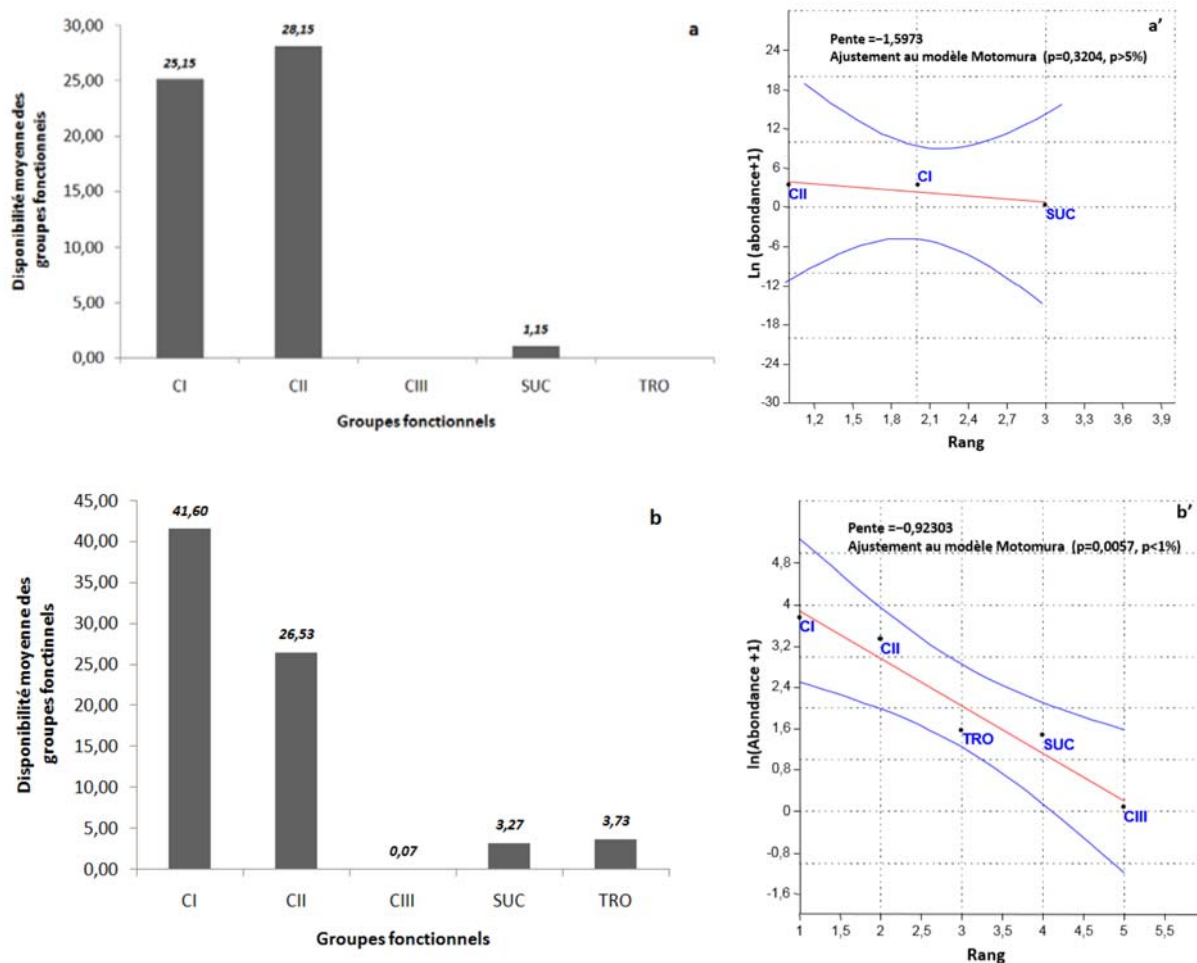 a
Disponibilité moyenne des
groupes fonctionneis
30,00
25,00
20,00
15,00
10,00
5,00
0,00
25,15
28,15
1,15
CI
CII
CIII
SUC
TRO
Groupes fonctionnels
a'
Pente =−1,5973
Ajustement au modèle Motomura (p=0,3204, p>5%)
Ln (abondance+1)
24
18
12
6
0
-6
-12
-18
-24
-30
CII
CI
SUC
1,2
1,5
1,8
2,1
2,4
2,7
3
3,3
3,6
3,9
Rang
b
Disponibilité moyenne des
groupes fonctinnels
45,00
40,00
35,00
30,00
25,00
20,00
15,00
10,00
5,00
0,00
41,60
26,53
0,07
3,27
3,73
CI
CII
CIII
SUC
TRO
Groupes fonctionnels
b'
Pente =−0,92303
Ajustement au modèle Motomura (p=0,0057, p<1%)
ln(Abondance +1)
4,8
4
3,2
2,4
1,6
0,8
0
-0,8
-1,6
CI
CII
TRO
SUC
CIII
1
1,5
2
2,5
3
3,5
4
4,5
5
5,5
Rang